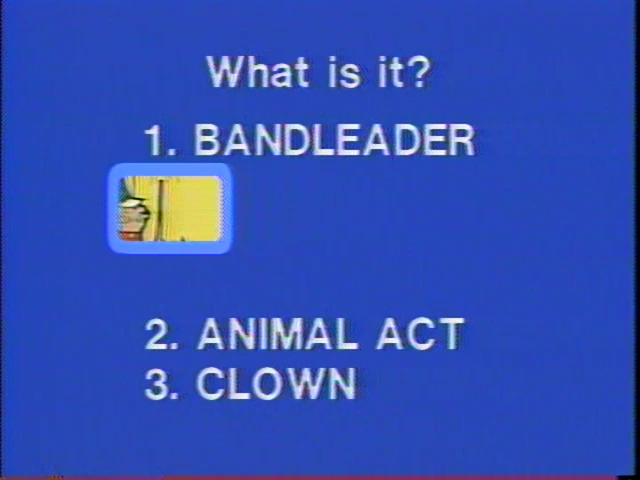 What is it?
1. BANDLEADER
2. ANIMAL ACT
3. CLOWN